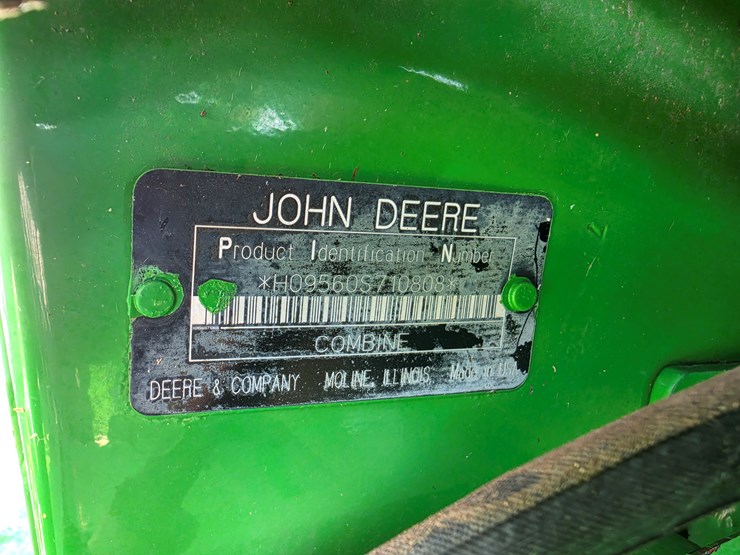 JOHN DEERE
Product Identification Number
*H09560S710808*
COMBINE
DEERE & COMPANY MOLINE, ILLINOIS Made in USA